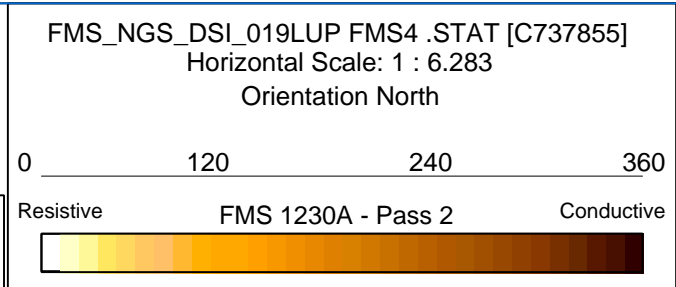 FMS_NGS_DSI_019LUP FMS4 .STAT [C737855]
Horizontal Scale: 1 : 6.283
Orientation North
0 120 240 360
Resistive FMS 1230A - Pass 2 Conductive